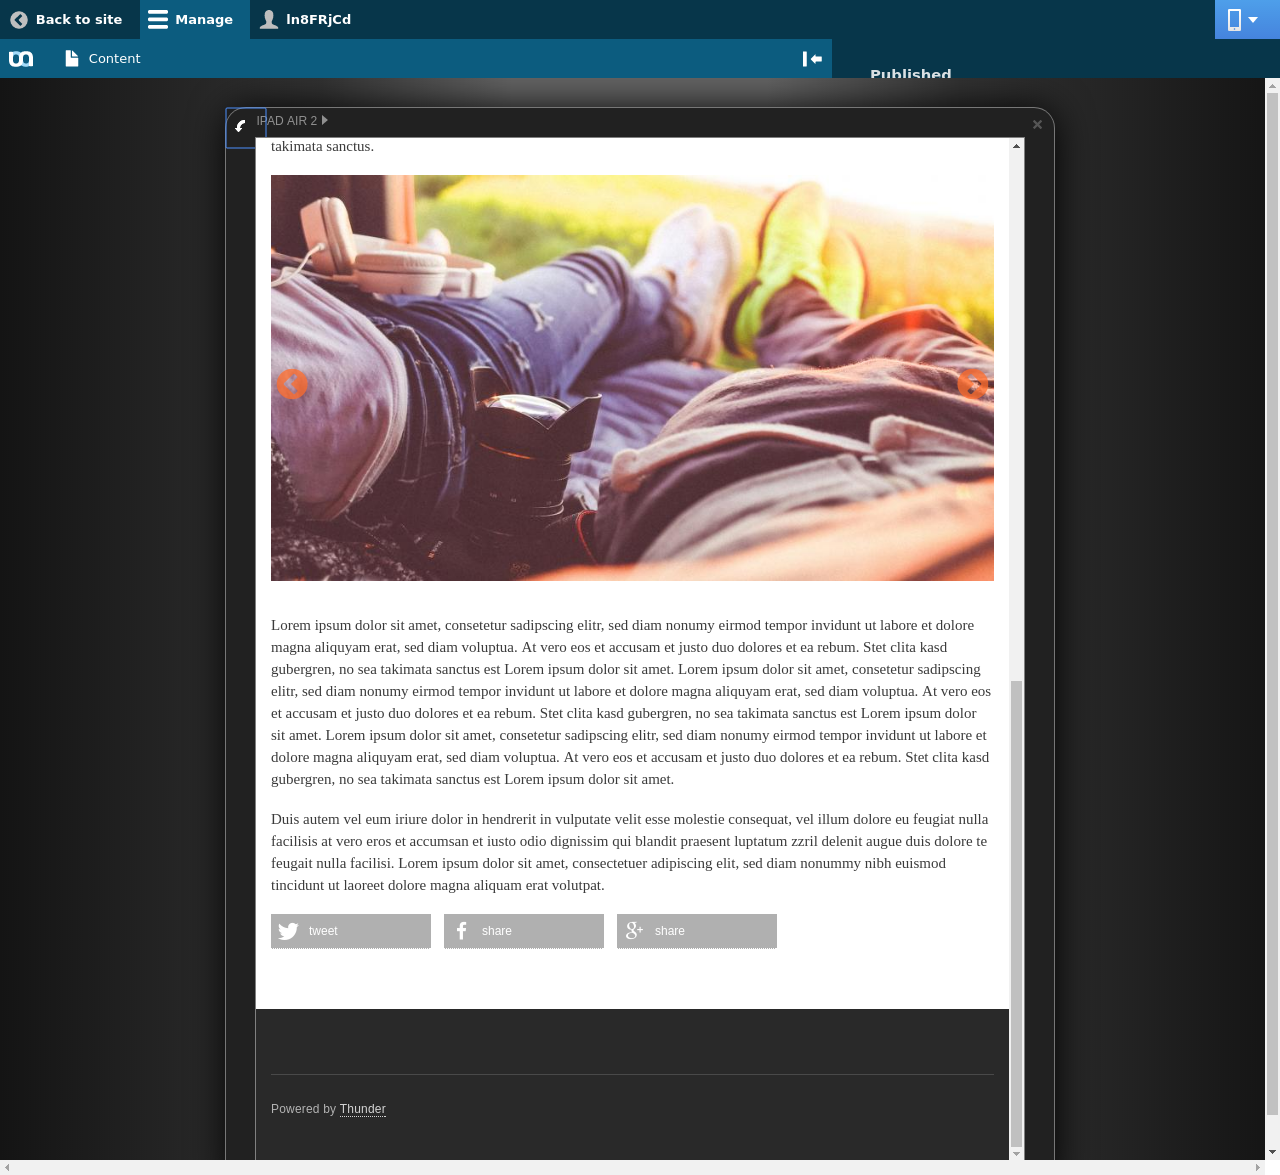 Back to site
Manage
ln8FRjCd
Content
Published
IPAD AIR 2
takimata sanctus.
Lorem ipsum dolor sit amet, consetetur sadipscing elitr, sed diam nonumy eirmod tempor invidunt ut labore et dolore
magna aliquyam erat, sed diam voluptua. At vero eos et accusam et justo duo dolores et ea rebum. Stet clita kasd
gubergren, no sea takimata sanctus est Lorem ipsum dolor sit amet. Lorem ipsum dolor sit amet, consetetur sadipscing
elitr, sed diam nonumy eirmod tempor invidunt ut labore et dolore magna aliquyam erat, sed diam voluptua. At vero eos
et accusam et justo duo dolores et ea rebum. Stet clita kasd gubergren, no sea takimata sanctus est Lorem ipsum dolor
sit amet. Lorem ipsum dolor sit amet, consetetur sadipscing elitr, sed diam nonumy eirmod tempor invidunt ut labore et
dolore magna aliquyam erat, sed diam voluptua. At vero eos et accusam et justo duo dolores et ea rebum. Stet clita kasd
gubergren, no sea takimata sanctus est Lorem ipsum dolor sit amet.
Duis autem vel eum iriure dolor in hendrerit in vulputate velit esse molestie consequat, vel illum dolore eu feugiat nulla
facilisis at vero eros et accumsan et iusto odio dignissim qui blandit praesent luptatum zzril delenit augue duis dolore te
feugait nulla facilisi. Lorem ipsum dolor sit amet, consectetuer adipiscing elit, sed diam nonummy nibh euismod
tincidunt ut laoreet dolore magna aliquam erat volutpat.
tweet
share
share
Powered by Thunder